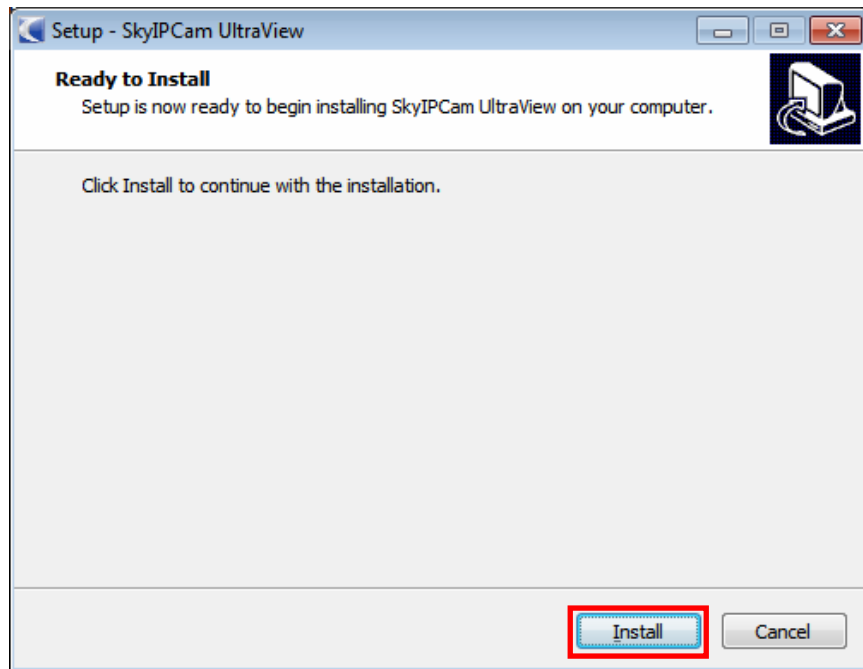 Setup - SkyIPCam UltraView
Ready to Install
Setup is now ready to begin installing SkyIPCam UltraView on your computer.
Click Install to continue with the installation.
Install
Cancel